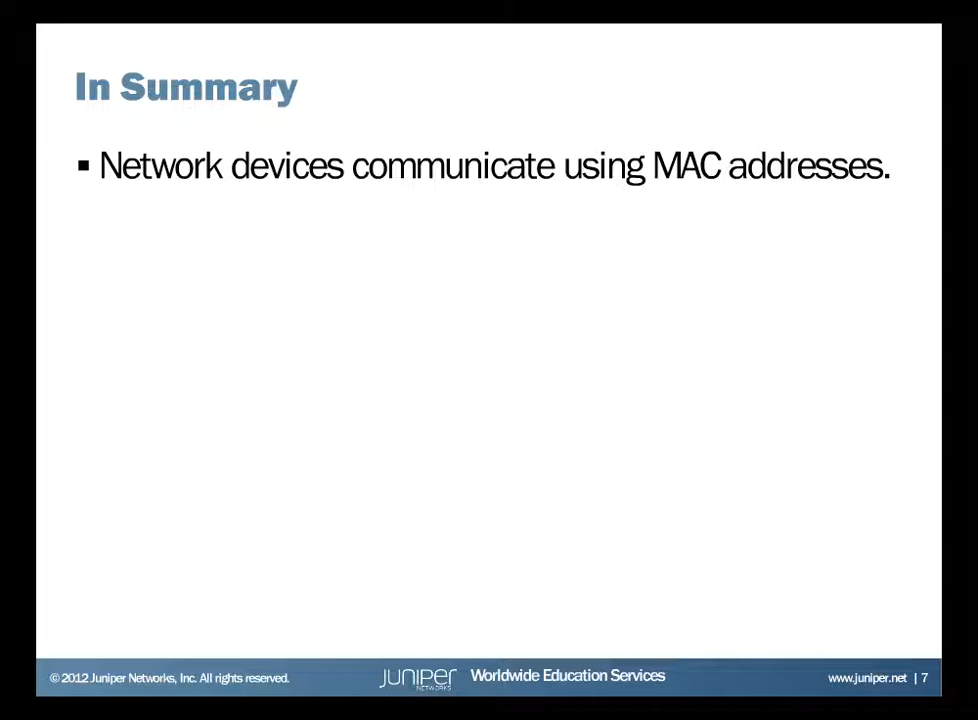 In Summary
▪ Network devices communicate using MAC addresses.
© 2012 Juniper Networks, Inc. All rights reserved.
JUNIPER
NETWORKS
Worldwide Education Services
www.juniper.net | 7